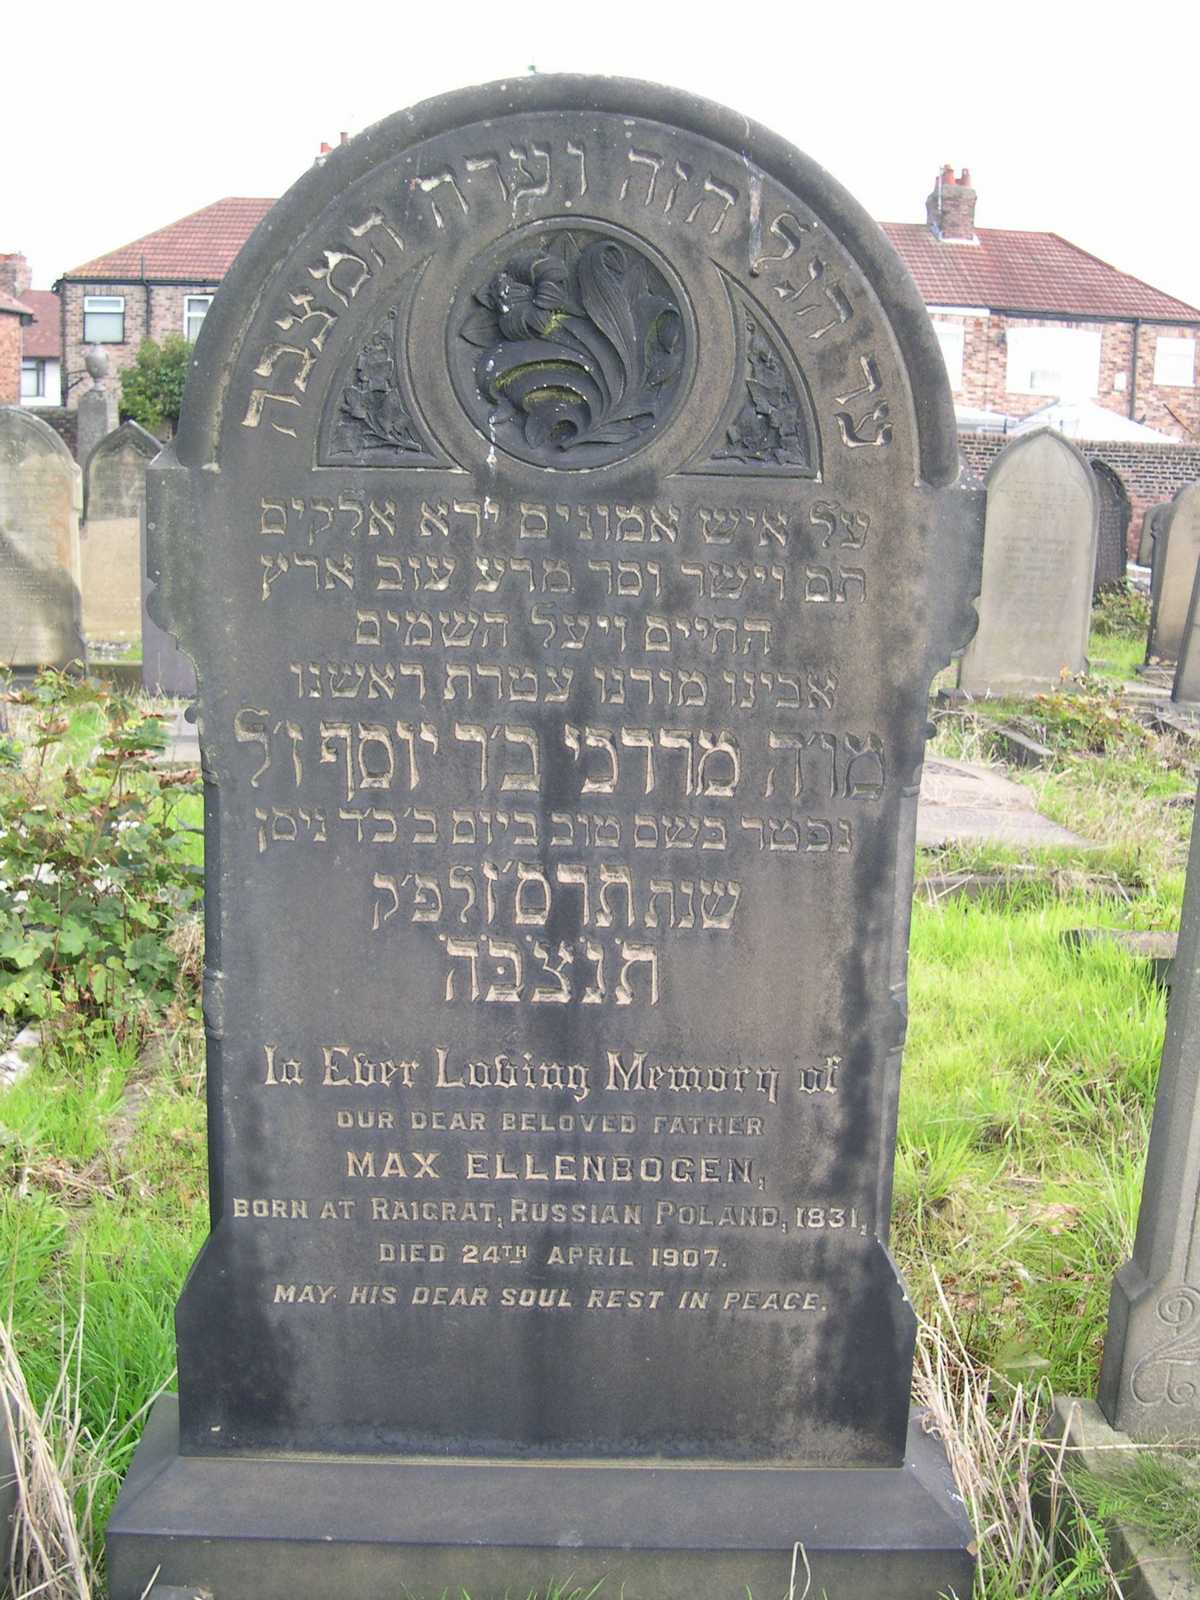 עד הגל הזה ועדה המצבה
על איש אמונים ירא אלקים
תם וישר וסר מרע עזב ארץ
החיים ויעל השמים
אבינו מורנו עטרת ראשנו
מו׳ה מרדכי ב׳ר יוסף ז׳ל
נפטר בשם טוב ביום ב׳ כ׳ד ניסן
שנת תרס׳ז לפ׳ק
תנצבה
In Ever Loving Memory of
OUR DEAR BELOVED FATHER
MAX ELLENBOGEN,
BORN AT RAIGRAT, RUSSIAN POLAND, 1831,
DIED 24TH APRIL 1907.
MAY HIS DEAR SOUL REST IN PEACE.